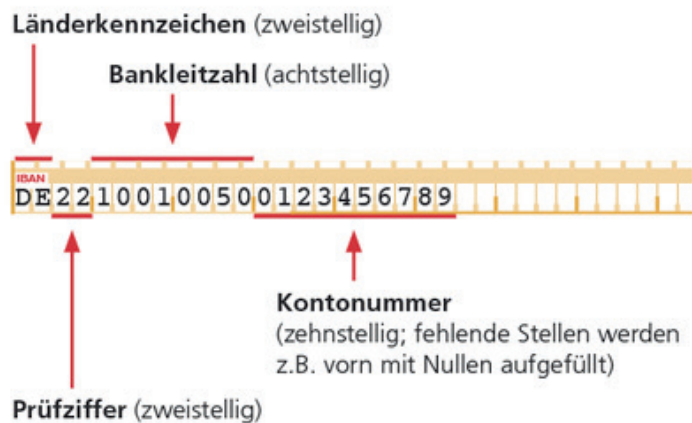 Länderkennzeichen (zweistellig)
Bankleitzahl (achtstellig)
IBAN
DE22100100500123456789
Kontonummer
(zehnstellig; fehlende Stellen werden
z.B. vorn mit Nullen aufgefüllt)
Prüfziffer (zweistellig)